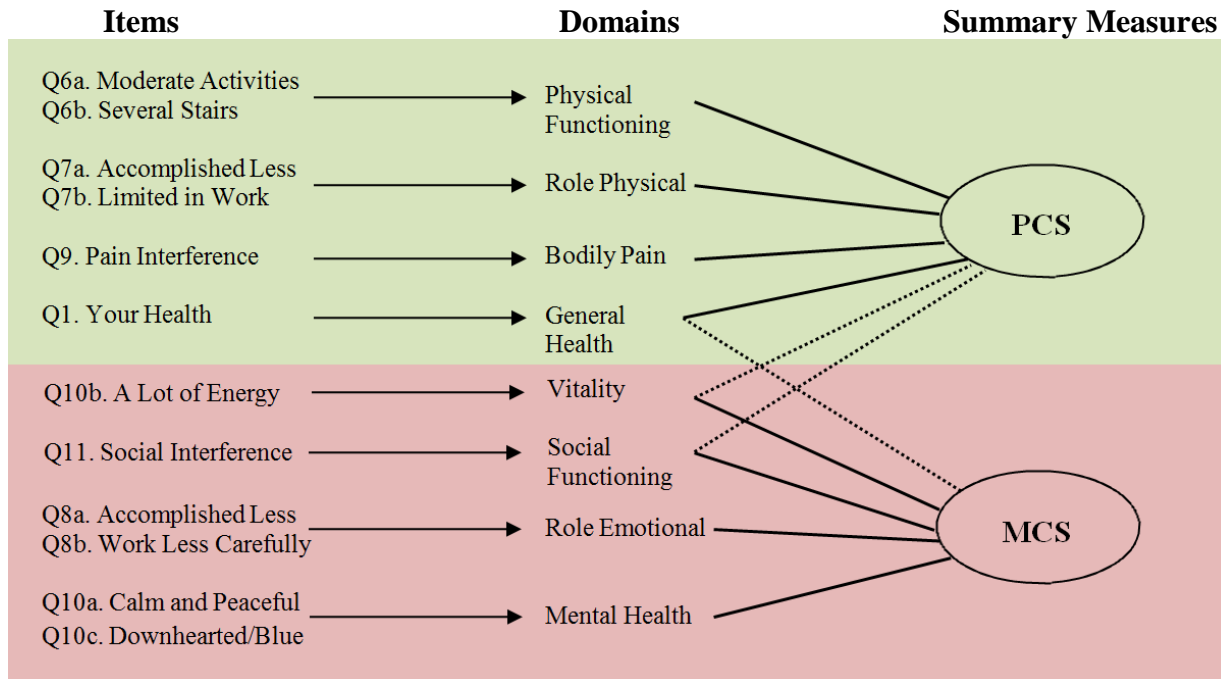 Items Domains Summary Measures
Q6a. Moderate Activities
Q6b. Several Stairs
Physical
Functioning
Q7a. Accomplished Less
Q7b. Limited in Work
Role Physical
PCS
Q9. Pain Interference
Bodily Pain
Q1. Your Health
General
Health
Q10b. A Lot of Energy
Vitality
Q11. Social Interference
Social
Functioning
Q8a. Accomplished Less
Q8b. Work Less Carefully
Role Emotional
MCS
Q10a. Calm and Peaceful
Q10c. Downhearted/Blue
Mental Health